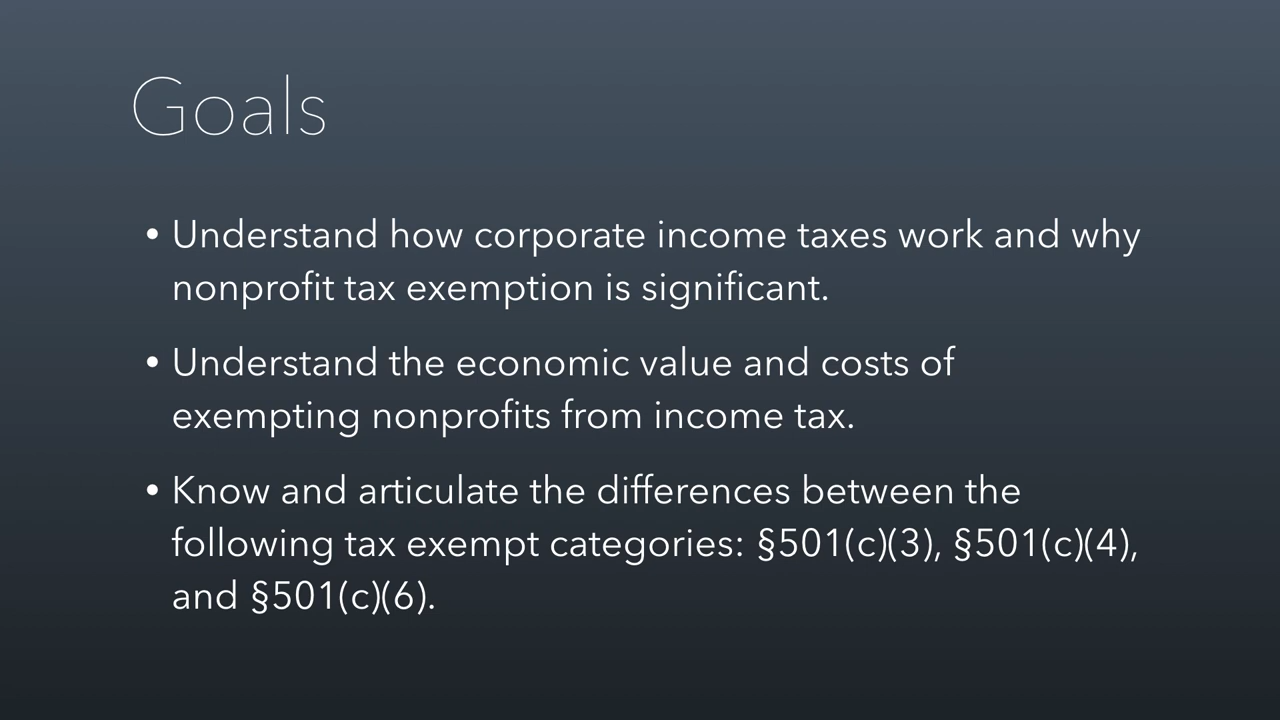 Goals
• Understand how corporate income taxes work and why
nonprofit tax exemption is significant.
• Understand the economic value and costs of
exempting nonprofits from income tax.
• Know and articulate the differences between the
following tax exempt categories: §501(c)(3), §501(c)(4),
and §501(c)(6).